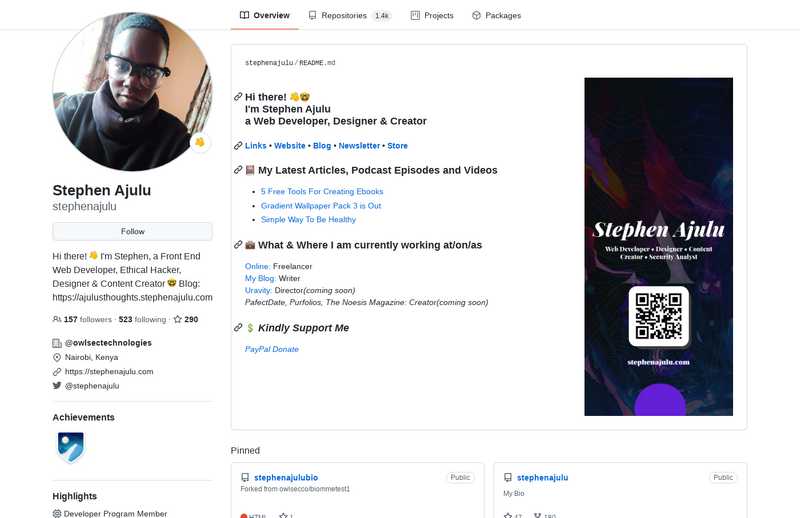 Overview
Repositories 1.4k
Projects
Packages
Stephen Ajulu
stephenajulu
Follow
Hi there! 👋 I'm Stephen, a Front End
Web Developer, Ethical Hacker,
Designer & Content Creator 🤓 Blog:
https://ajulusthoughts.stephenajulu.com
157 followers · 523 following · 290
@owlsectechnologies
Nairobi, Kenya
https://stephenajulu.com
@stephenajulu
Achievements
Highlights
Developer Program Member
stephenajulu / README.md
Hi there! 👋🤓
I'm Stephen Ajulu
a Web Developer, Designer & Creator
Links • Website • Blog • Newsletter • Store
📕 My Latest Articles, Podcast Episodes and Videos
• 5 Free Tools For Creating Ebooks
• Gradient Wallpaper Pack 3 is Out
• Simple Way To Be Healthy
💼 What & Where I am currently working at/on/as
Online: Freelancer
My Blog: Writer
Uravity: Director(coming soon)
PafectDate, Purfolios, The Noesis Magazine: Creator(coming soon)
💲 Kindly Support Me
PayPal Donate
Stephen Ajulu
Web Developer • Designer • Content
Creator • Security Analyst
stephenajulu.com
Pinned
stephenajulubio Public
Forked from owlsecco/biommetest1
HTML 1
stephenajulu Public
My Bio
47 180